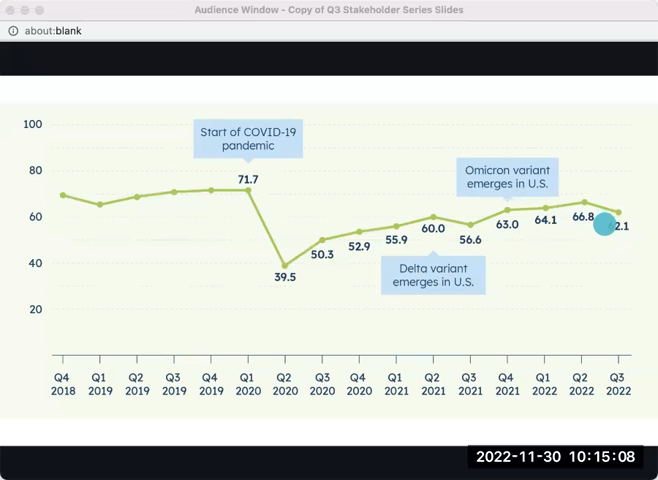 Audience Window - Copy of Q3 Stakeholder Series Slides
about:blank
100
Start of COVID-19
pandemic
80
71.7
Omicron variant
emerges in U.S.
60
50.3
52.9
55.9
60.0
56.6
63.0
64.1
66.8
2.1
40
39.5
Delta variant
emerges in U.S.
20
Q4 Q1 Q2 Q3 Q4 Q1 Q2 Q3 Q4 Q1 Q2 Q3 Q4 Q1 Q2 Q3
2018 2019 2019 2019 2019 2020 2020 2020 2020 2021 2021 2021 2021 2022 2022 2022
2022-11-30 10:15:08